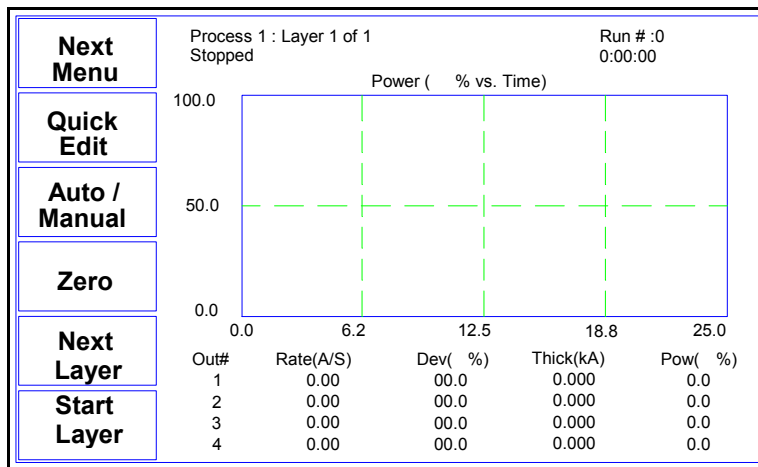 Next
Menu
Quick
Edit
Auto /
Manual
Zero
Next
Layer
Start
Layer
Process 1 : Layer 1 of 1
Stopped
Run # :0
0:00:00
Power ( % vs. Time)
100.0
50.0
0.0
0.0 6.2 12.5 18.8 25.0
Out# Rate(A/S) Dev( %) Thick(kA) Pow( %)
1 0.00 00.0 0.000 0.0
2 0.00 00.0 0.000 0.0
3 0.00 00.0 0.000 0.0
4 0.00 00.0 0.000 0.0